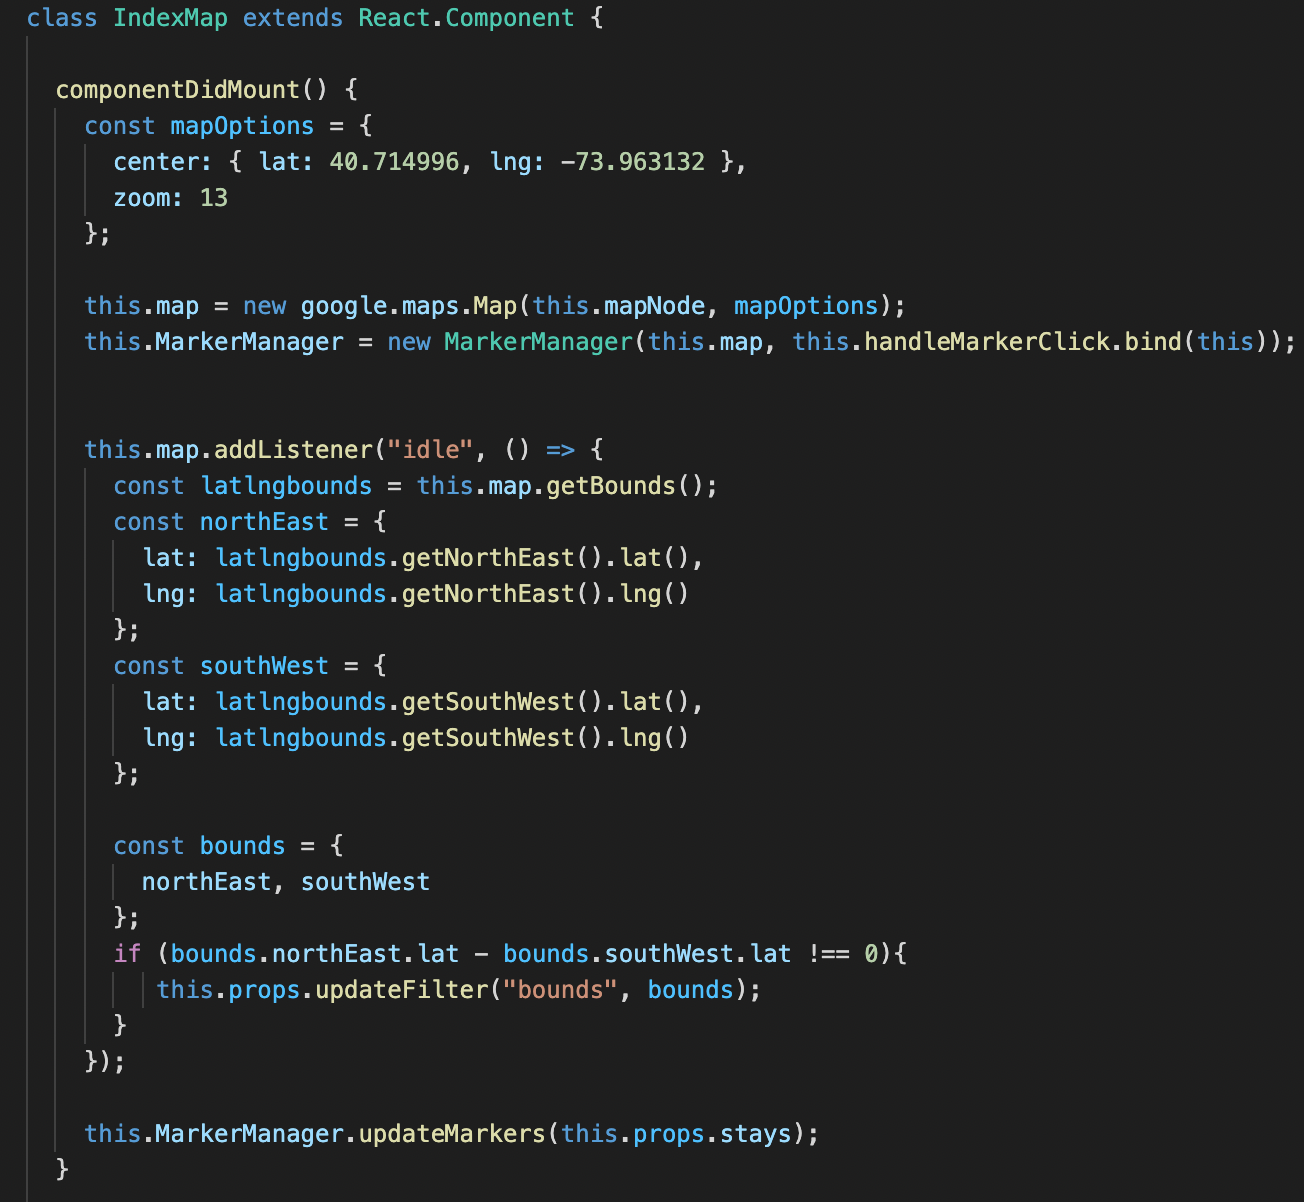 class IndexMap extends React.Component {
componentDidMount() {
const mapOptions = {
center: { lat: 40.714996, lng: -73.963132 },
zoom: 13
};
this.map = new google.maps.Map(this.mapNode, mapOptions);
this.MarkerManager = new MarkerManager(this.map, this.handleMarkerClick.bind(this));
this.map.addListener("idle", () => {
const latlngbounds = this.map.getBounds();
const northEast = {
lat: latlngbounds.getNorthEast().lat(),
lng: latlngbounds.getNorthEast().lng()
};
const southWest = {
lat: latlngbounds.getSouthWest().lat(),
lng: latlngbounds.getSouthWest().lng()
};
const bounds = {
northEast, southWest
};
if (bounds.northEast.lat - bounds.southWest.lat !== 0){
this.props.updateFilter("bounds", bounds);
}
});
this.MarkerManager.updateMarkers(this.props.stays);
}